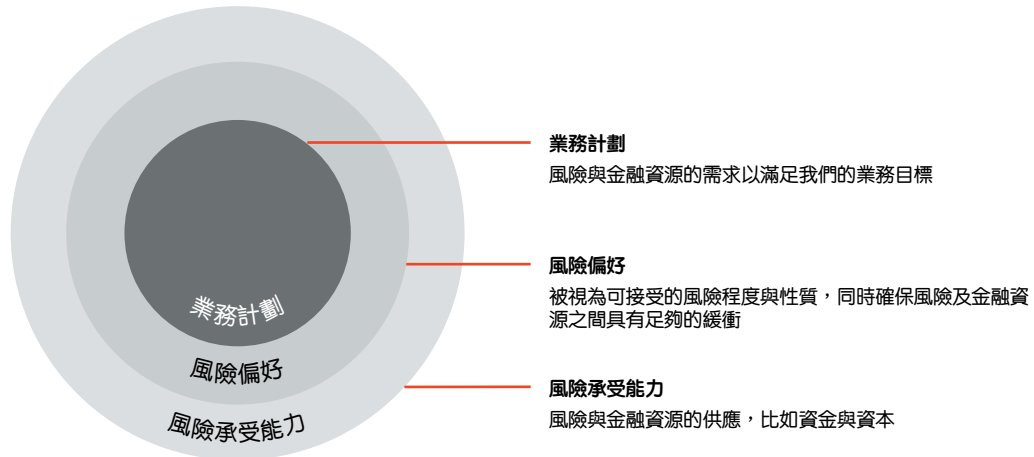 業務計劃
風險偏好
風險承受能力
業務計劃
風險與金融資源的需求以滿足我們的業務目標
風險偏好
被視為可接受的風險程度與性質，同時確保風險及金融資
源之間具有足夠的緩衝
風險承受能力
風險與金融資源的供應，比如資金與資本